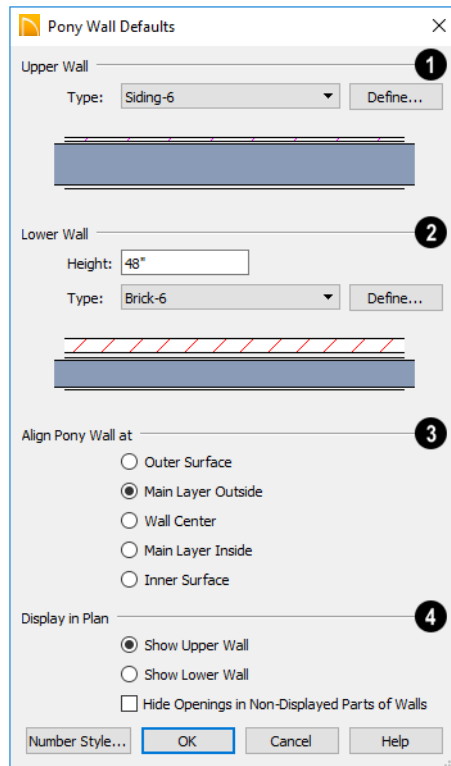 Pony Wall Defaults
Upper Wall 1
Type: Siding-6 Define...
Lower Wall 2
Height: 48"
Type: Brick-6 Define...
Align Pony Wall at 3
Outer Surface
Main Layer Outside
Wall Center
Main Layer Inside
Inner Surface
Display in Plan 4
Show Upper Wall
Show Lower Wall
Hide Openings in Non-Displayed Parts of Walls
Number Style... OK Cancel Help